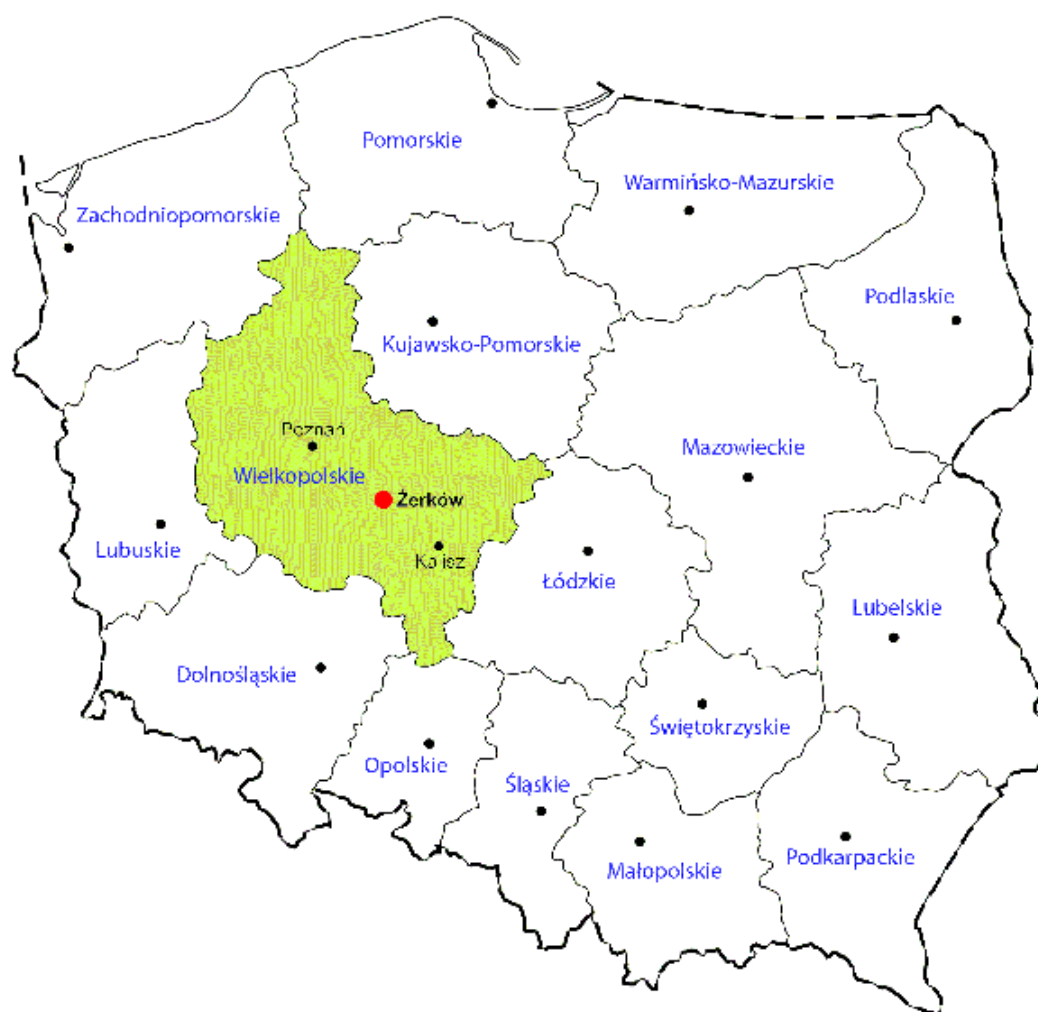 Pomorskie
Warmińsko-Mazurskie
Zachodniopomorskie
Podlaskie
Kujawsko-Pomorskie
Poznań
Mazowieckie
Wielkopolskie
Żerków
Lubuskie
Kalisz
Łódzkie
Lubelskie
Dolnośląskie
Świętokrzyskie
Opolskie
Śląskie
Podkarpackie
Małopolskie